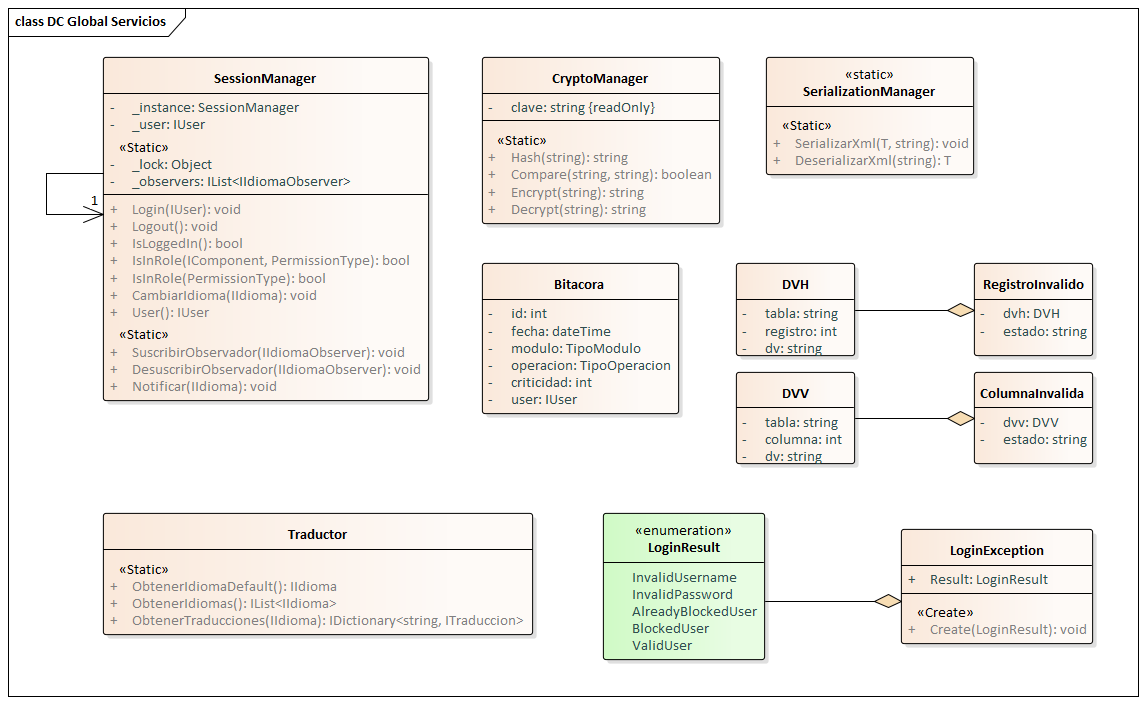 class DC Global Servicios
SessionManager
- _instance: SessionManager
- _user: IUser
«Static»
- _lock: Object
- _observers: IList<IIdiomaObserver>
1
+ Login(IUser): void
+ Logout(): void
+ IsLoggedIn(): bool
+ IsInRole(IComponent, PermissionType): bool
+ IsInRole(PermissionType): bool
+ CambiarIdioma(IIdioma): void
+ User(): IUser
«Static»
+ SuscribirObservador(IIdiomaObserver): void
+ DesuscribirObservador(IIdiomaObserver): void
+ Notificar(IIdioma): void
CryptoManager
- clave: string {readOnly}
«Static»
+ Hash(string): string
+ Compare(string, string): boolean
+ Encrypt(string): string
+ Decrypt(string): string
«static»
SerializationManager
«Static»
+ SerializarXml(T, string): void
+ DeserializarXml(string): T
Bitacora
- id: int
- fecha: dateTime
- modulo: TipoModulo
- operacion: TipoOperacion
- criticidad: int
- user: IUser
DVH
- tabla: string
- registro: int
- dv: string
RegistroInvalido
- dvh: DVH
- estado: string
DVV
- tabla: string
- columna: int
- dv: string
ColumnaInvalida
- dvv: DVV
- estado: string
Traductor
«Static»
+ ObtenerIdiomaDefault(): IIdioma
+ ObtenerIdiomas(): IList<IIdioma>
+ ObtenerTraducciones(IIdioma): IDictionary<string, ITraduccion>
«enumeration»
LoginResult
InvalidUsername
InvalidPassword
AlreadyBlockedUser
BlockedUser
ValidUser
LoginException
+ Result: LoginResult
«Create»
+ Create(LoginResult): void